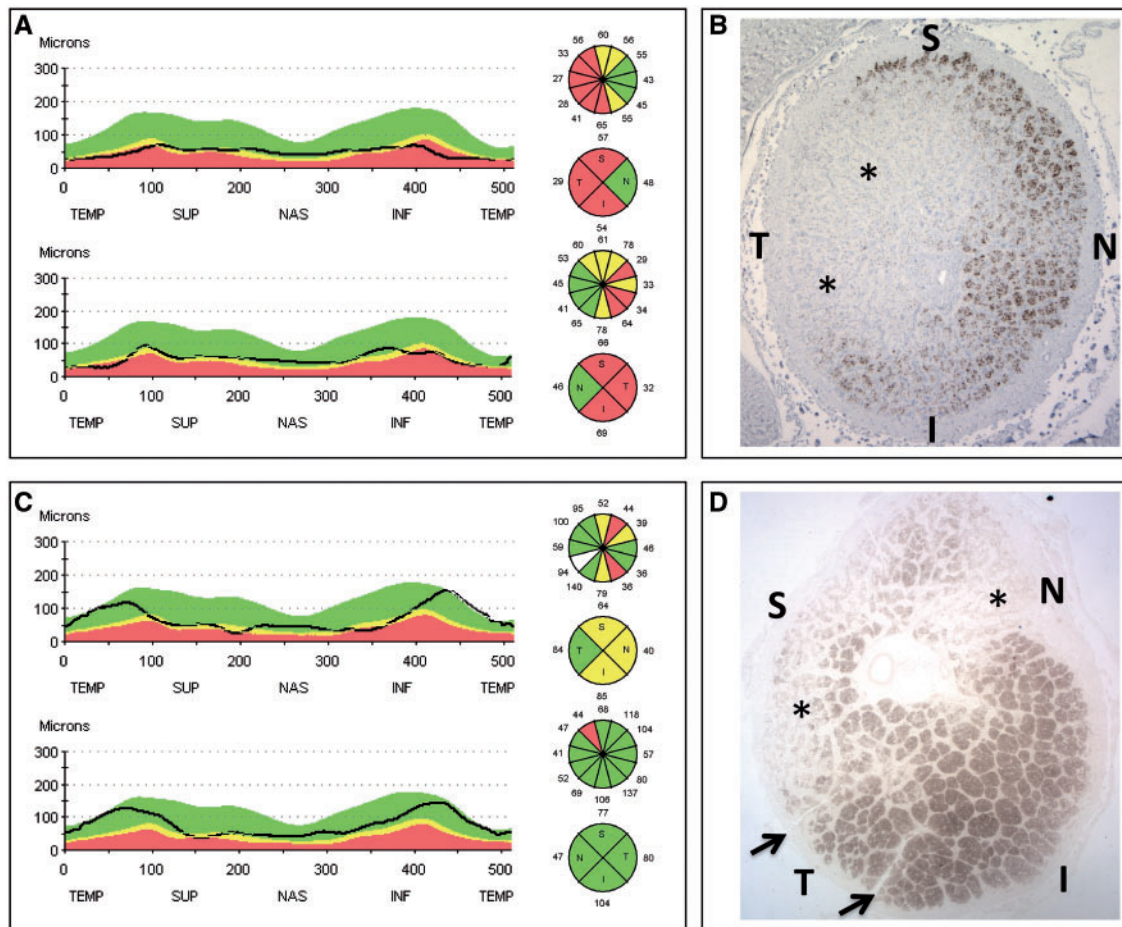 A
Microns
300
200
100
0
0 100 200 300 400 500
TEMP SUP NAS INF TEMP
56 60 56
33 55
27 43
28 45
41 55
65
57
S
29 T N 48
I
54
Microns
300
200
100
0
0 100 200 300 400 500
TEMP SUP NAS INF TEMP
60 61 78
53 29
45 33
41 34
65 64
78
66
S
46 N T 32
I
69
B
S
*
T N
*
I
C
Microns
300
200
100
0
0 100 200 300 400 500
TEMP SUP NAS INF TEMP
95 52 44
100 39
59 46
94 36
140 36
79
64
S
84 T N 40
I
85
Microns
300
200
100
0
0 100 200 300 400 500
TEMP SUP NAS INF TEMP
44 68 118
47 104
41 57
52 80
69 137
106
77
S
47 N T 80
I
104
D
S * N
*
T I